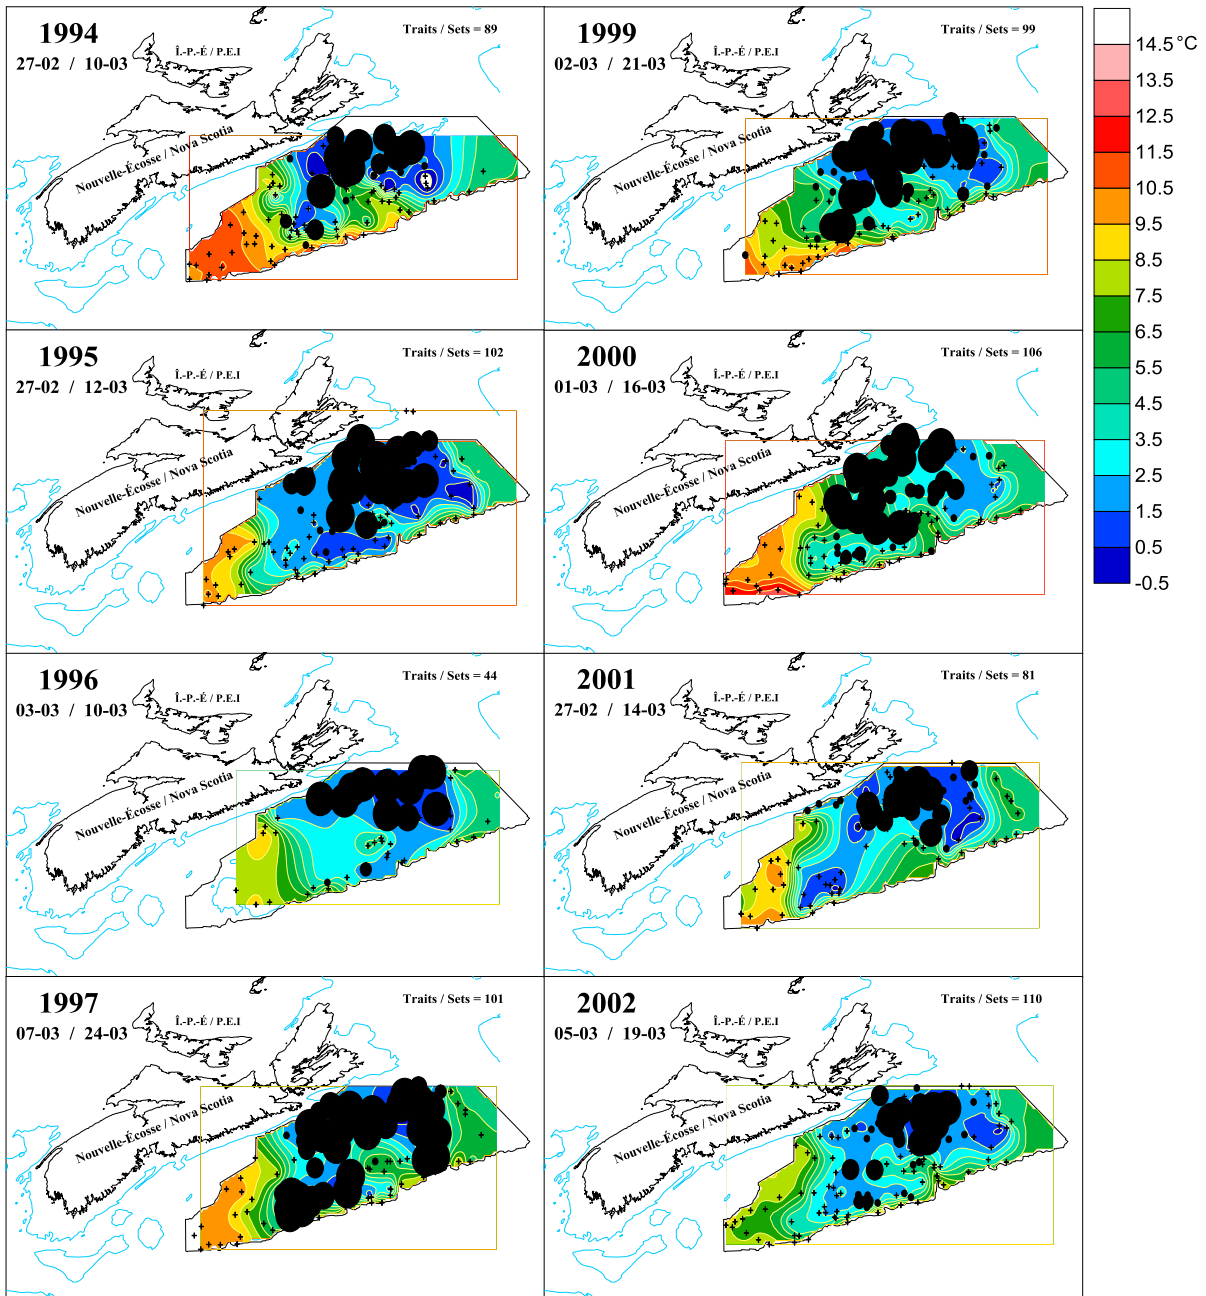 1994
27-02 / 10-03
Î.-P.-É / P.E.I
Traits / Sets = 89
Nouvelle-Écosse / Nova Scotia
1999
02-03 / 21-03
Î.-P.-É / P.E.I
Traits / Sets = 99
Nouvelle-Écosse / Nova Scotia
1995
27-02 / 12-03
Î.-P.-É / P.E.I
Traits / Sets = 102
Nouvelle-Écosse / Nova Scotia
2000
01-03 / 16-03
Î.-P.-É / P.E.I
Traits / Sets = 106
Nouvelle-Écosse / Nova Scotia
1996
03-03 / 10-03
Î.-P.-É / P.E.I
Traits / Sets = 44
Nouvelle-Écosse / Nova Scotia
2001
27-02 / 14-03
Î.-P.-É / P.E.I
Traits / Sets = 81
Nouvelle-Écosse / Nova Scotia
1997
07-03 / 24-03
Î.-P.-É / P.E.I
Traits / Sets = 101
Nouvelle-Écosse / Nova Scotia
2002
05-03 / 19-03
Î.-P.-É / P.E.I
Traits / Sets = 110
Nouvelle-Écosse / Nova Scotia
14.5 °C
13.5
12.5
11.5
10.5
9.5
8.5
7.5
6.5
5.5
4.5
3.5
2.5
1.5
0.5
-0.5